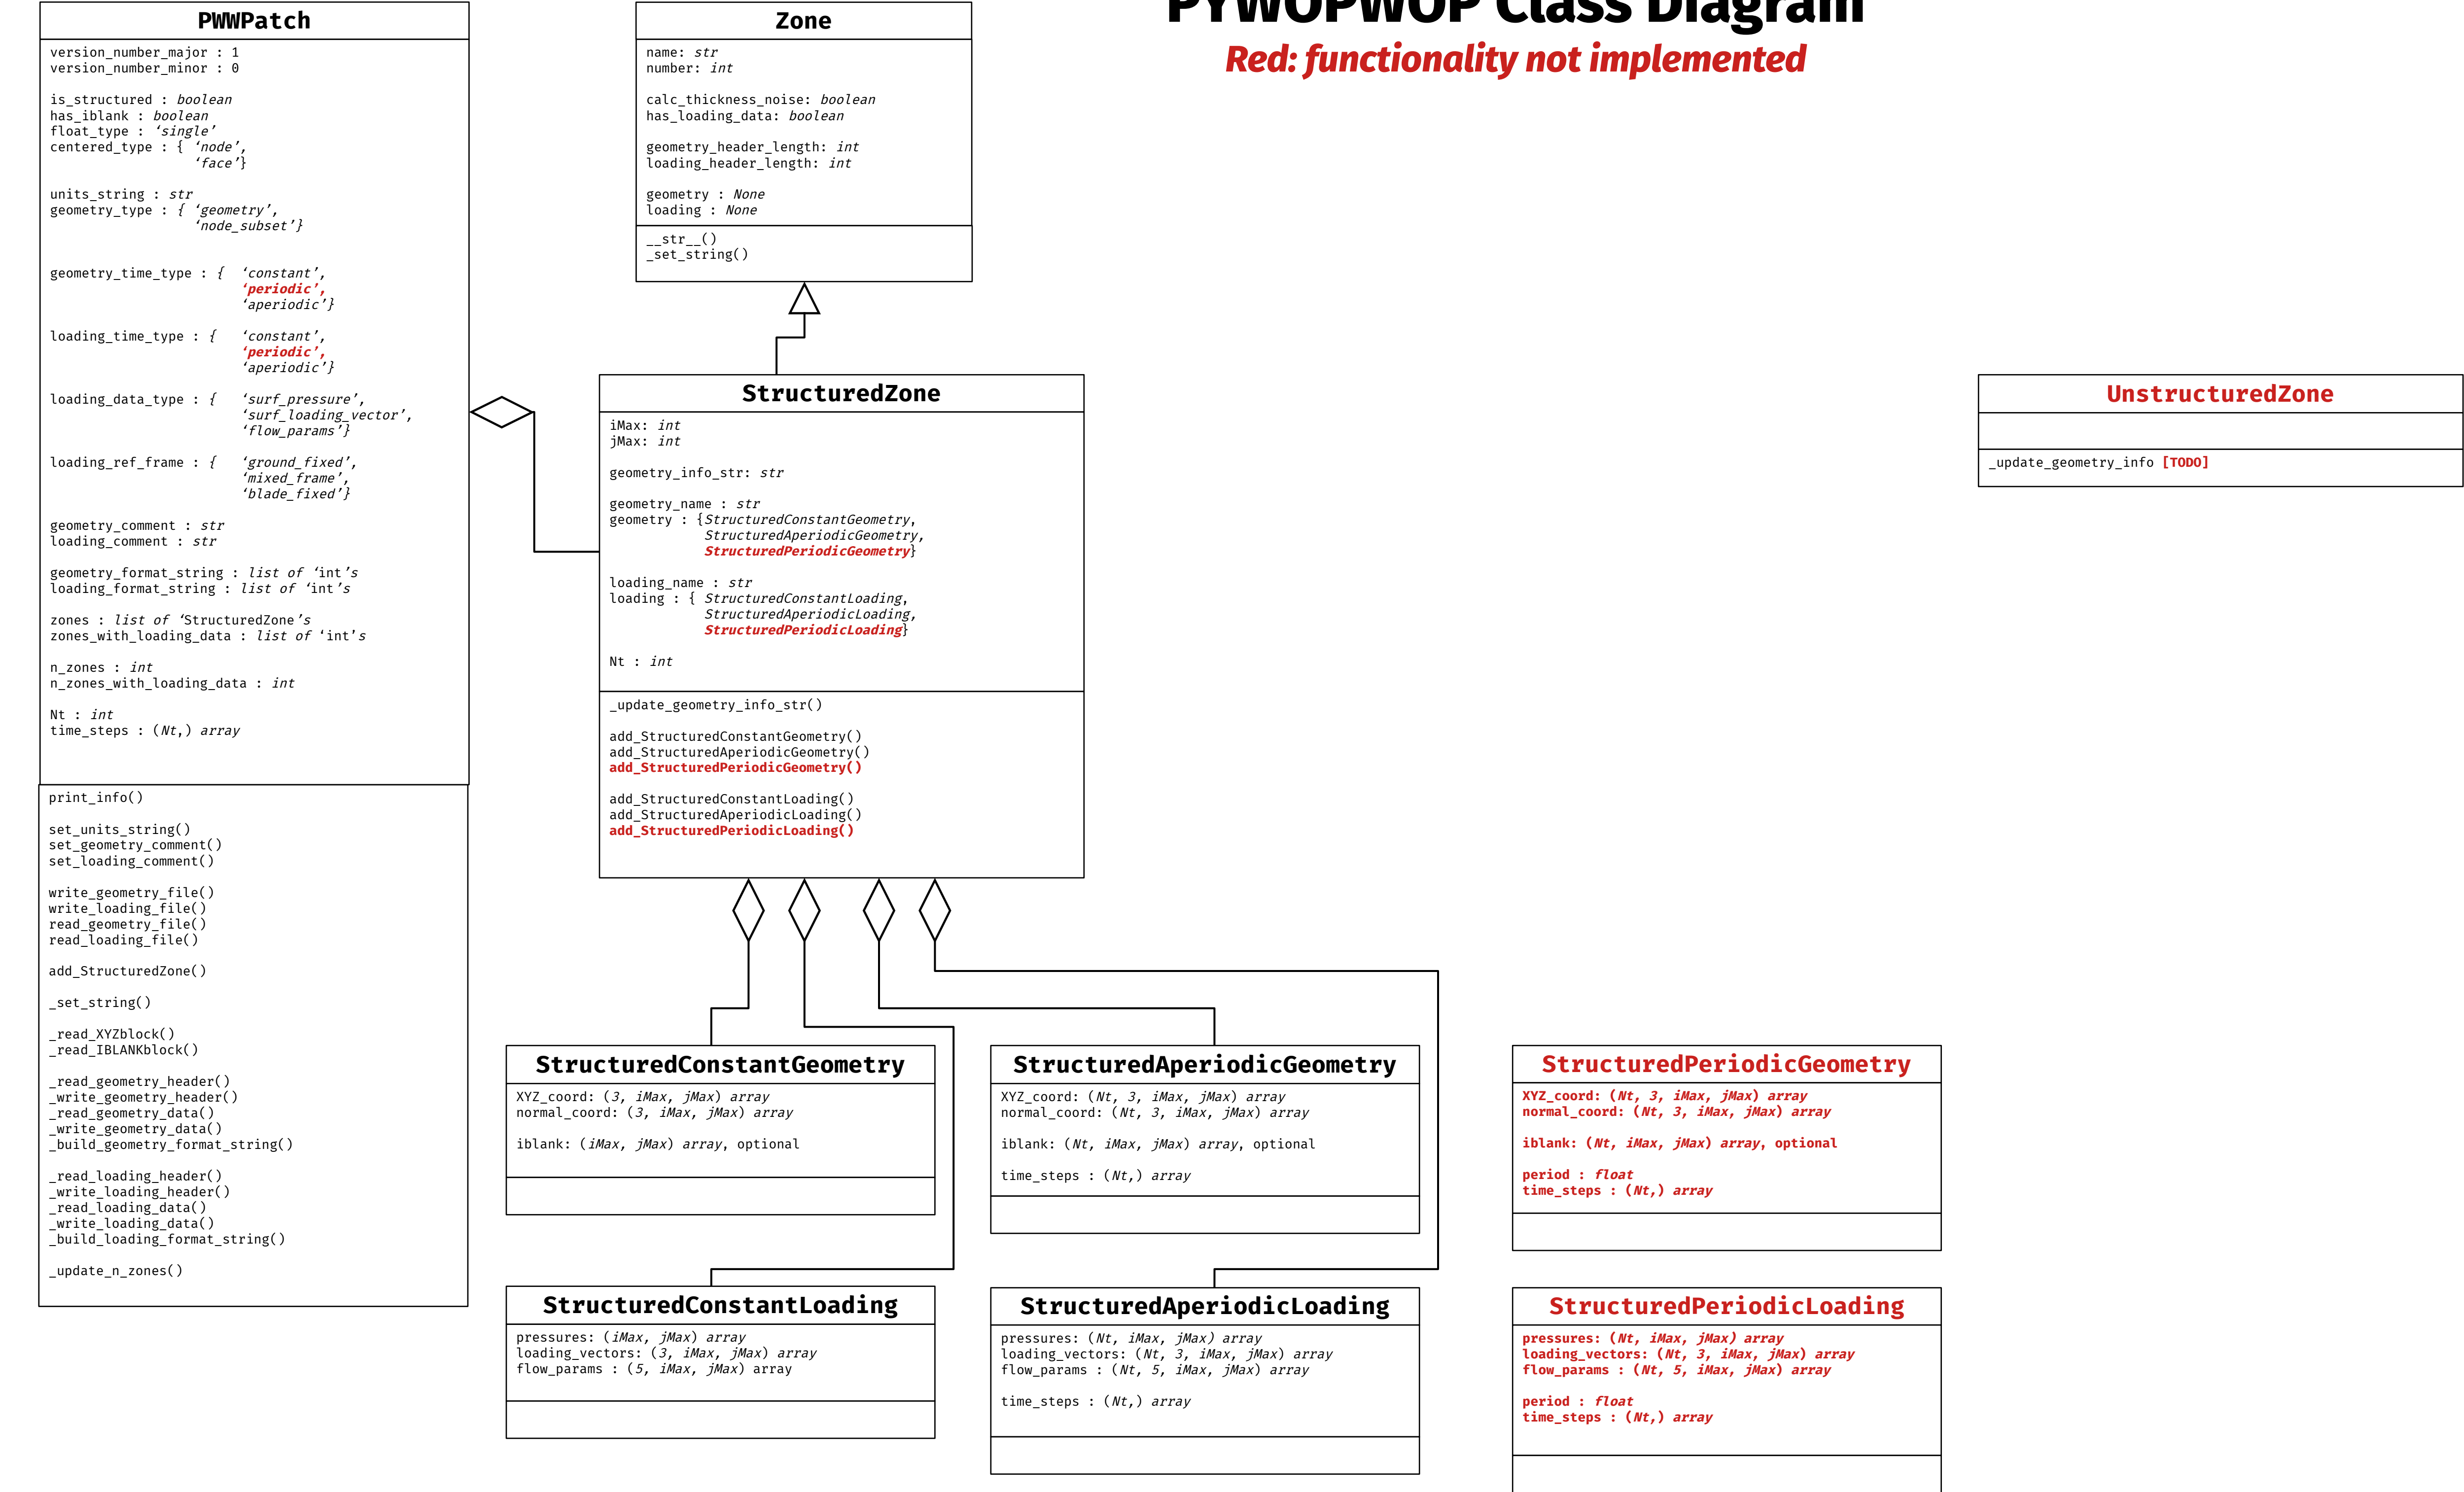 PYWOPWOP Class Diagram
Red: functionality not implemented
PWWPatch
version_number_major : 1
version_number_minor : 0
is_structured : boolean
has_iblank : boolean
float_type : ‘single’
centered_type : { ‘node’,
‘face’}
units_string : str
geometry_type : { ‘geometry’,
‘node_subset’}
geometry_time_type : { ‘constant’,
‘periodic’,
‘aperiodic’}
loading_time_type : { ‘constant’,
‘periodic’,
‘aperiodic’}
loading_data_type : { ‘surf_pressure’,
‘surf_loading_vector’,
‘flow_params’}
loading_ref_frame : { ‘ground_fixed’,
‘mixed_frame’,
‘blade_fixed’}
geometry_comment : str
loading_comment : str
geometry_format_string : list of ‘int’s
loading_format_string : list of ‘int’s
zones : list of ‘StructuredZone’s
zones_with_loading_data : list of ‘int’s
n_zones : int
n_zones_with_loading_data : int
Nt : int
time_steps : (Nt,) array
print_info()
set_units_string()
set_geometry_comment()
set_loading_comment()
write_geometry_file()
write_loading_file()
read_geometry_file()
read_loading_file()
add_StructuredZone()
_set_string()
_read_XYZblock()
_read_IBLANKblock()
_read_geometry_header()
_write_geometry_header()
_read_geometry_data()
_write_geometry_data()
_build_geometry_format_string()
_read_loading_header()
_write_loading_header()
_read_loading_data()
_write_loading_data()
_build_loading_format_string()
_update_n_zones()
Zone
name: str
number: int
calc_thickness_noise: boolean
has_loading_data: boolean
geometry_header_length: int
loading_header_length: int
geometry : None
loading : None
__str__()
_set_string()
StructuredZone
iMax: int
jMax: int
geometry_info_str: str
geometry_name : str
geometry : {StructuredConstantGeometry,
StructuredAperiodicGeometry,
StructuredPeriodicGeometry}
loading_name : str
loading : { StructuredConstantLoading,
StructuredAperiodicLoading,
StructuredPeriodicLoading}
Nt : int
_update_geometry_info_str()
add_StructuredConstantGeometry()
add_StructuredAperiodicGeometry()
add_StructuredPeriodicGeometry()
add_StructuredConstantLoading()
add_StructuredAperiodicLoading()
add_StructuredPeriodicLoading()
UnstructuredZone
_update_geometry_info [TODO]
StructuredConstantGeometry
XYZ_coord: (3, iMax, jMax) array
normal_coord: (3, iMax, jMax) array
iblank: (iMax, jMax) array, optional
StructuredAperiodicGeometry
XYZ_coord: (Nt, 3, iMax, jMax) array
normal_coord: (Nt, 3, iMax, jMax) array
iblank: (Nt, iMax, jMax) array, optional
time_steps : (Nt,) array
StructuredPeriodicGeometry
XYZ_coord: (Nt, 3, iMax, jMax) array
normal_coord: (Nt, 3, iMax, jMax) array
iblank: (Nt, iMax, jMax) array, optional
period : float
time_steps : (Nt,) array
StructuredConstantLoading
pressures: (iMax, jMax) array
loading_vectors: (3, iMax, jMax) array
flow_params : (5, iMax, jMax) array
StructuredAperiodicLoading
pressures: (Nt, iMax, jMax) array
loading_vectors: (Nt, 3, iMax, jMax) array
flow_params : (Nt, 5, iMax, jMax) array
time_steps : (Nt,) array
StructuredPeriodicLoading
pressures: (Nt, iMax, jMax) array
loading_vectors: (Nt, 3, iMax, jMax) array
flow_params : (Nt, 5, iMax, jMax) array
period : float
time_steps : (Nt,) array